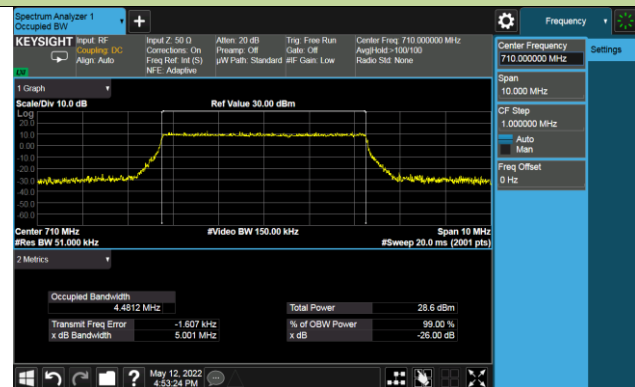 Spectrum Analyzer 1
Occupied BW
Frequency
KEYSIGHT
Input: RF
Coupling: DC
Align: Auto
Input Z: 50 Ω
Corrections: On
Freq Ref: Int (S)
NFE: Adaptive
Atten: 20 dB
Preamp: Off
µW Path: Standard
Trig: Free Run
Gate: Off
#IF Gain: Low
Center Freq: 710.000000 MHz
Avg|Hold:>100/100
Radio Std: None
Center Frequency
710.000000 MHz
Settings
Span
10.000 MHz
CF Step
1.000000 MHz
Auto
Man
Freq Offset
0 Hz
1 Graph
Scale/Div 10.0 dB
Ref Value 30.00 dBm
Log
20.0
10.0
0.00
-10.0
-20.0
-30.0
-40.0
-50.0
-60.0
Center 710 MHz
#Video BW 150.00 kHz
Span 10 MHz
#Res BW 51.000 kHz
#Sweep 20.0 ms (2001 pts)
2 Metrics
Occupied Bandwidth
4.4812 MHz
Total Power 28.6 dBm
Transmit Freq Error -1.607 kHz
% of OBW Power 99.00 %
x dB Bandwidth 5.001 MHz
x dB -26.00 dB
?
May 12, 2022
4:53:24 PM